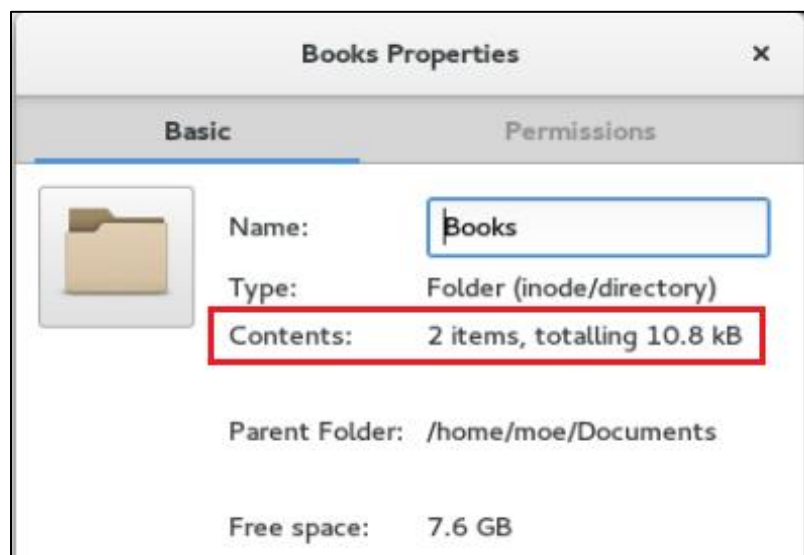 Books Properties ×
Basic Permissions
Name: Books
Type: Folder (inode/directory)
Contents: 2 items, totalling 10.8 kB
Parent Folder: /home/moe/Documents
Free space: 7.6 GB